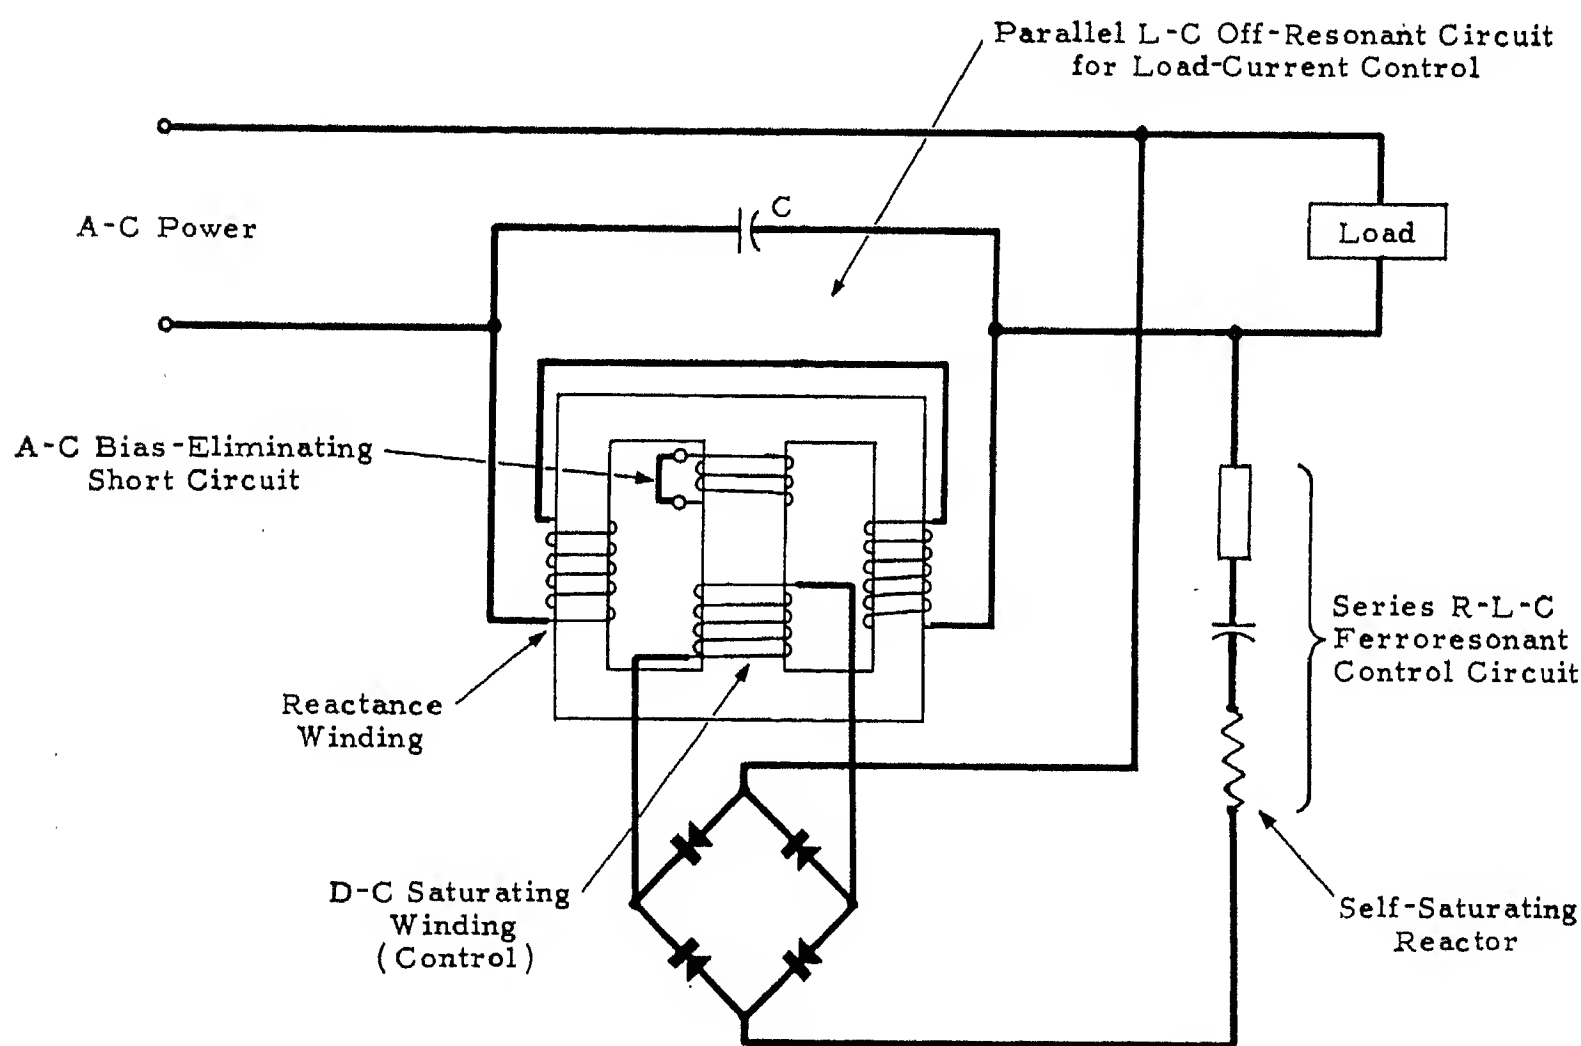 Parallel L-C Off-Resonant Circuit
for Load-Current Control
A-C Power
C
Load
A-C Bias-Eliminating
Short Circuit
Series R-L-C
Ferroresonant
Control Circuit
Reactance
Winding
D-C Saturating
Winding
(Control)
Self-Saturating
Reactor